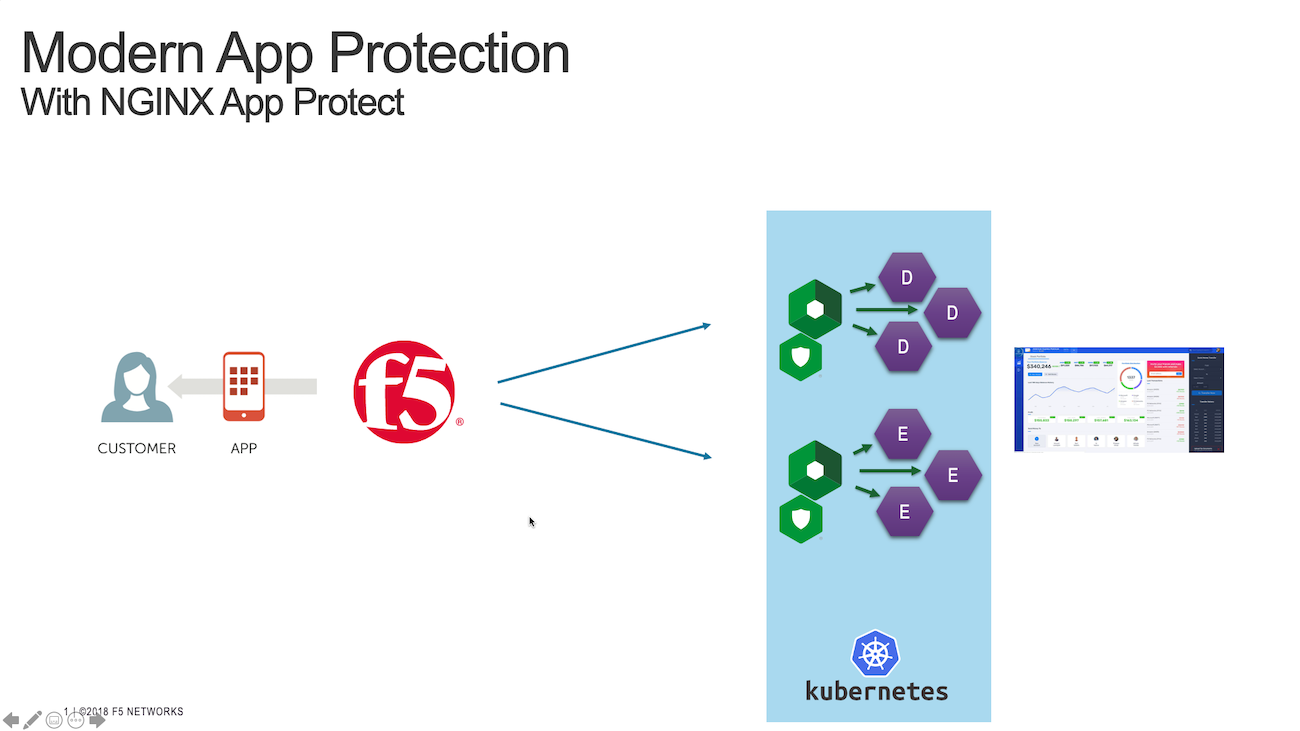 Modern App Protection
With NGINX App Protect
D
D
D
f5®
CUSTOMER
APP
E
E
E
$340,246
kubernetes
1 | ©2018 F5 NETWORKS